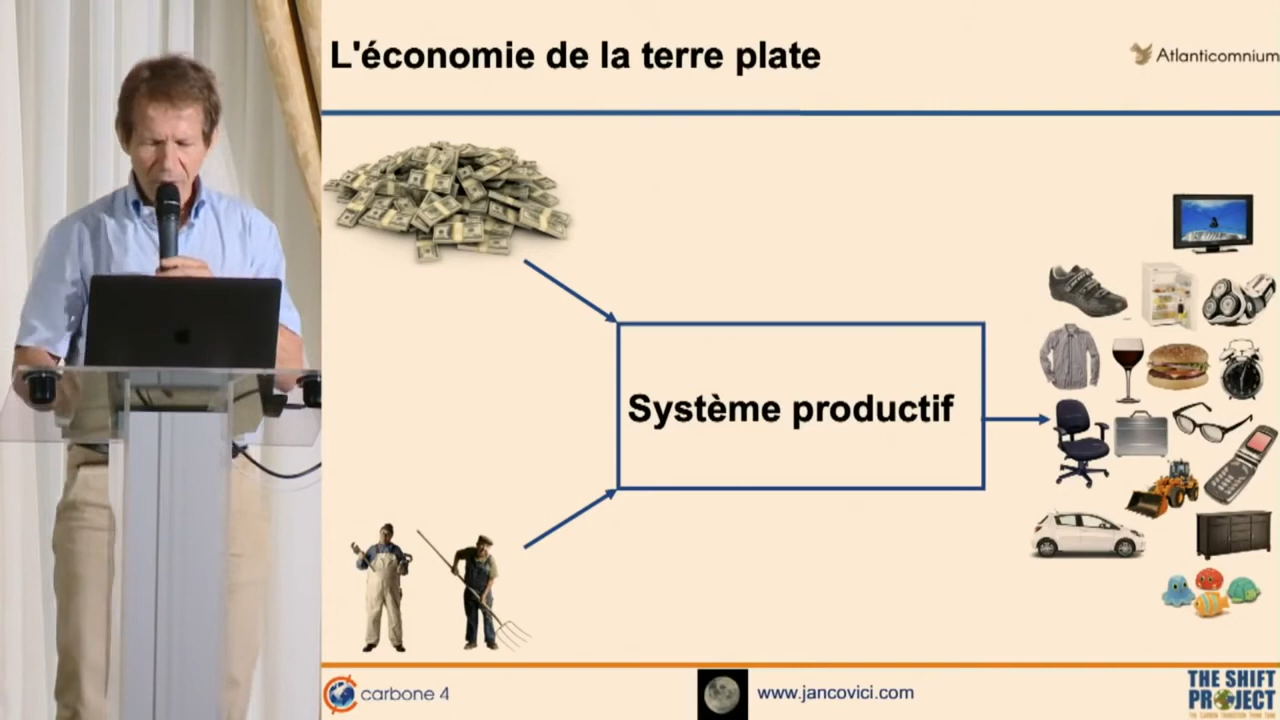 L'économie de la terre plate
Atlanticomnium
Système productif
carbone 4
www.jancovici.com
THE SHIFT
PROJECT